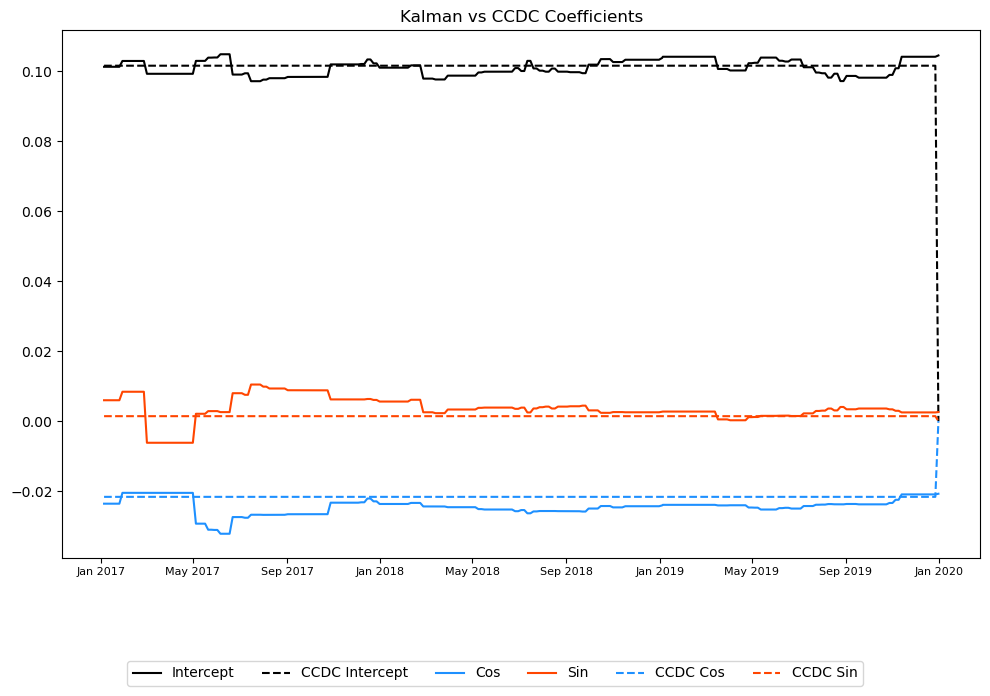 Kalman vs CCDC Coefficients
0.10
0.08
0.06
0.04
0.02
0.00
−0.02
Jan 2017 May 2017 Sep 2017 Jan 2018 May 2018 Sep 2018 Jan 2019 May 2019 Sep 2019 Jan 2020
Intercept CCDC Intercept Cos Sin CCDC Cos CCDC Sin